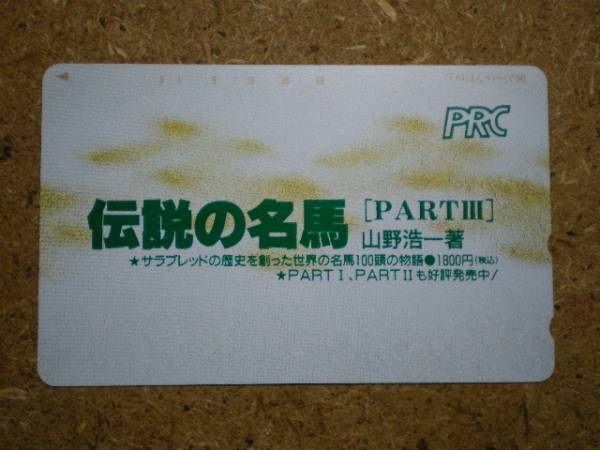 PRC
伝説の名馬 [PARTIII]
山野浩一著
★サラブレッドの歴史を創った世界の名馬100頭の物語●1800円(税込)
★PARTI、PARTIIも好評発売中!